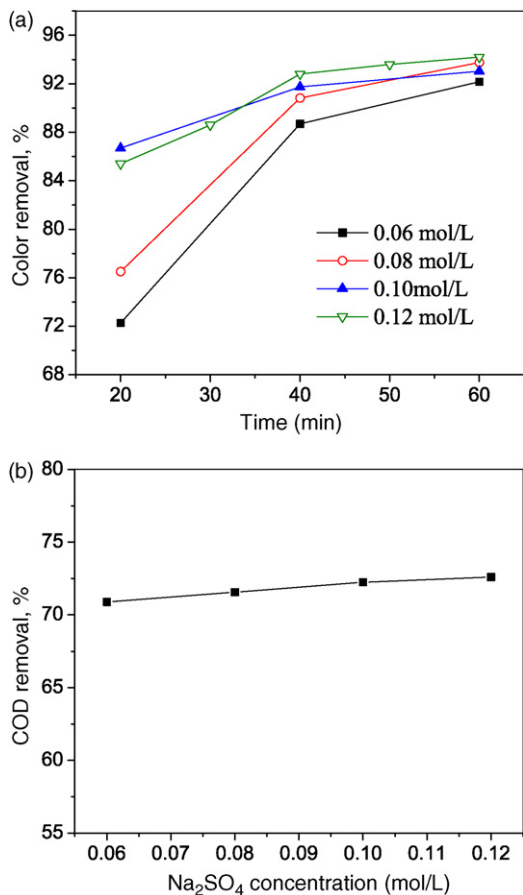 (a)
96
92
88
84
80
76
72
68
Color removal, %
0.06 mol/L
0.08 mol/L
0.10mol/L
0.12 mol/L
20 30 40 50 60
Time (min)
(b)
80
75
70
65
60
55
COD removal, %
0.06 0.07 0.08 0.09 0.10 0.11 0.12
Na₂SO₄ concentration (mol/L)